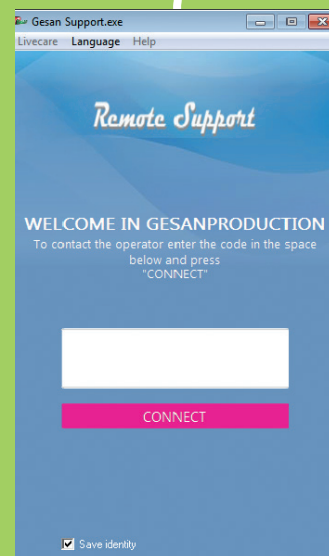 Gesan Support.exe
Livecare Language Help
Remote Support
WELCOME IN GESANPRODUCTION
To contact the operator enter the code in the space
below and press
"CONNECT"
CONNECT
Save identity